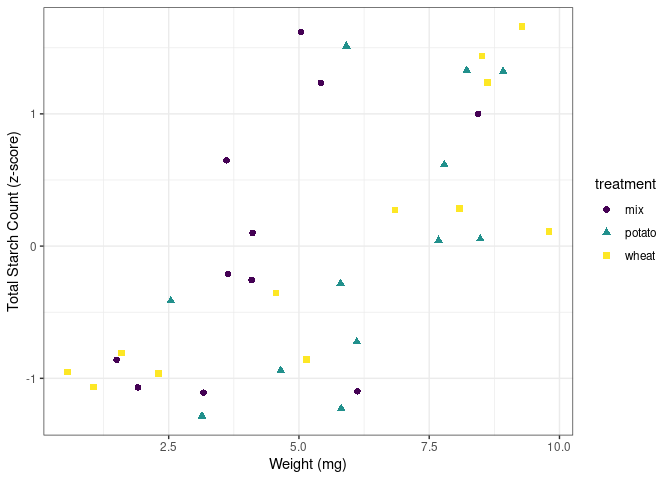 Total Starch Count (z-score)
1
0
-1
2.5
5.0
7.5
10.0
Weight (mg)
treatment
mix
potato
wheat